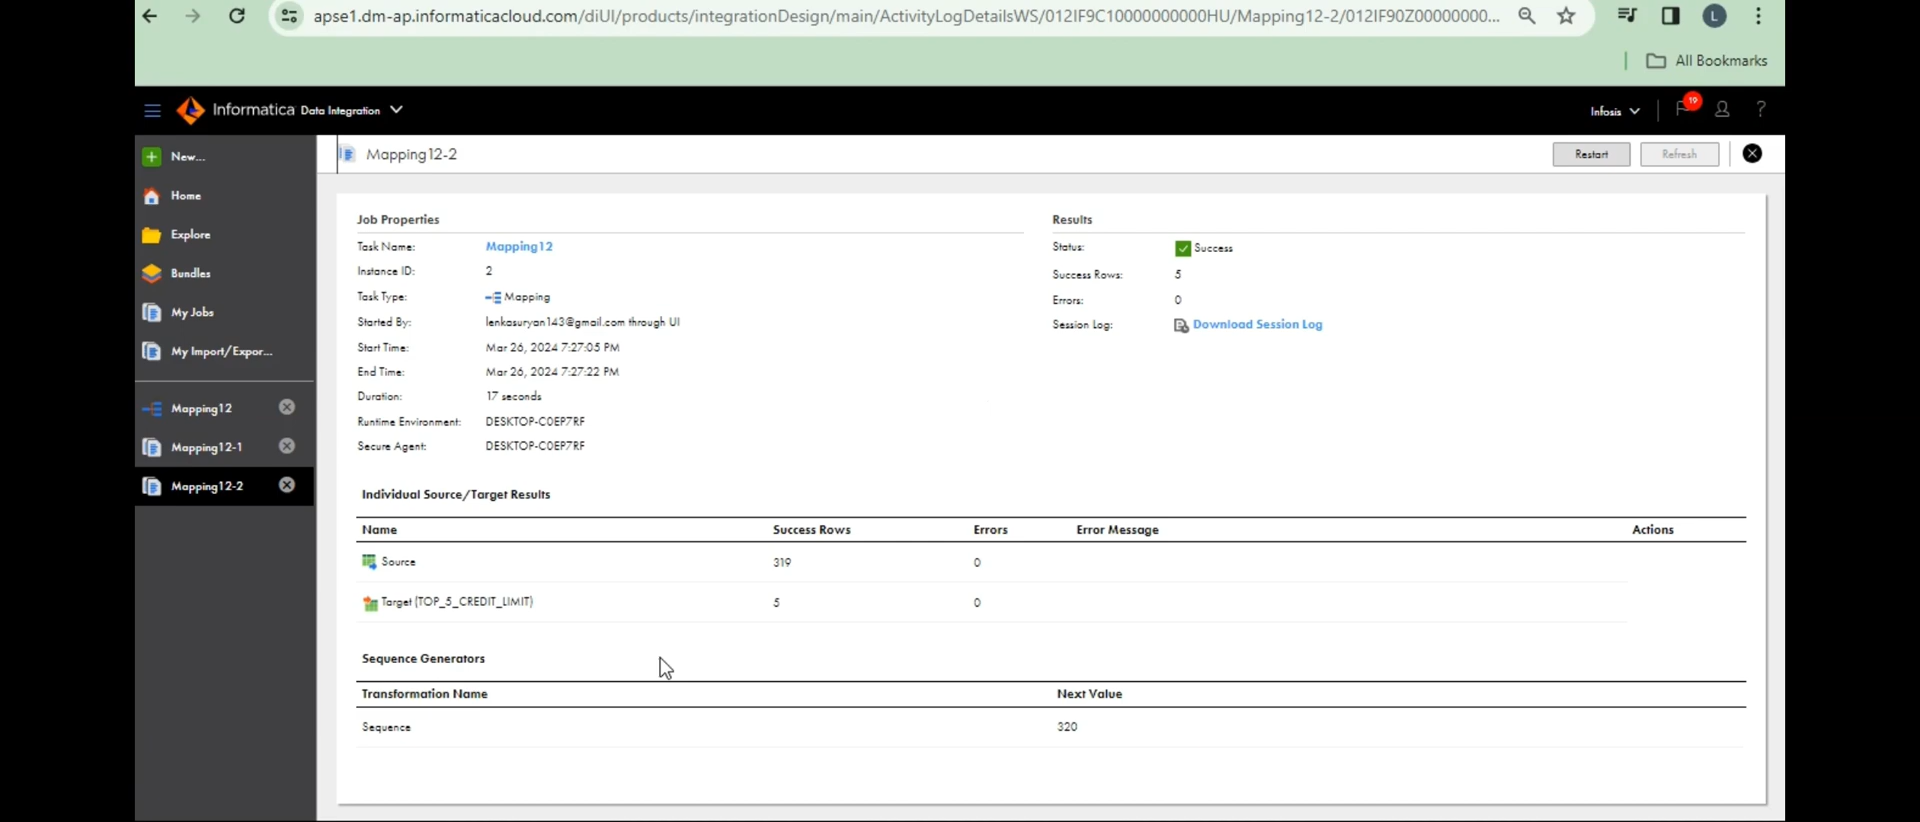 apse1.dm-ap.informaticacloud.com/diUI/products/integrationDesign/main/ActivityLogDetailsWS/012IF9C10000000000HU/Mapping12-2/012IF90Z00000000...
L
All Bookmarks
Informatica Data Integration
Infosis
19
?
New...
Home
Explore
Bundles
My Jobs
My Import/Expor...
Mapping12
Mapping12-1
Mapping12-2
Mapping12-2
Restart
Refresh
Job Properties
Task Name: Mapping12
Instance ID: 2
Task Type: Mapping
Started By: lenkasuryan143@gmail.com through UI
Start Time: Mar 26, 2024 7:27:05 PM
End Time: Mar 26, 2024 7:27:22 PM
Duration: 17 seconds
Runtime Environment: DESKTOP-C0EP7RF
Secure Agent: DESKTOP-C0EP7RF
Results
Status: Success
Success Rows: 5
Errors: 0
Session Log: Download Session Log
Individual Source/Target Results
Name Success Rows Errors Error Message Actions
Source 319 0
Target (TOP_5_CREDIT_LIMIT) 5 0
Sequence Generators
Transformation Name Next Value
Sequence 320